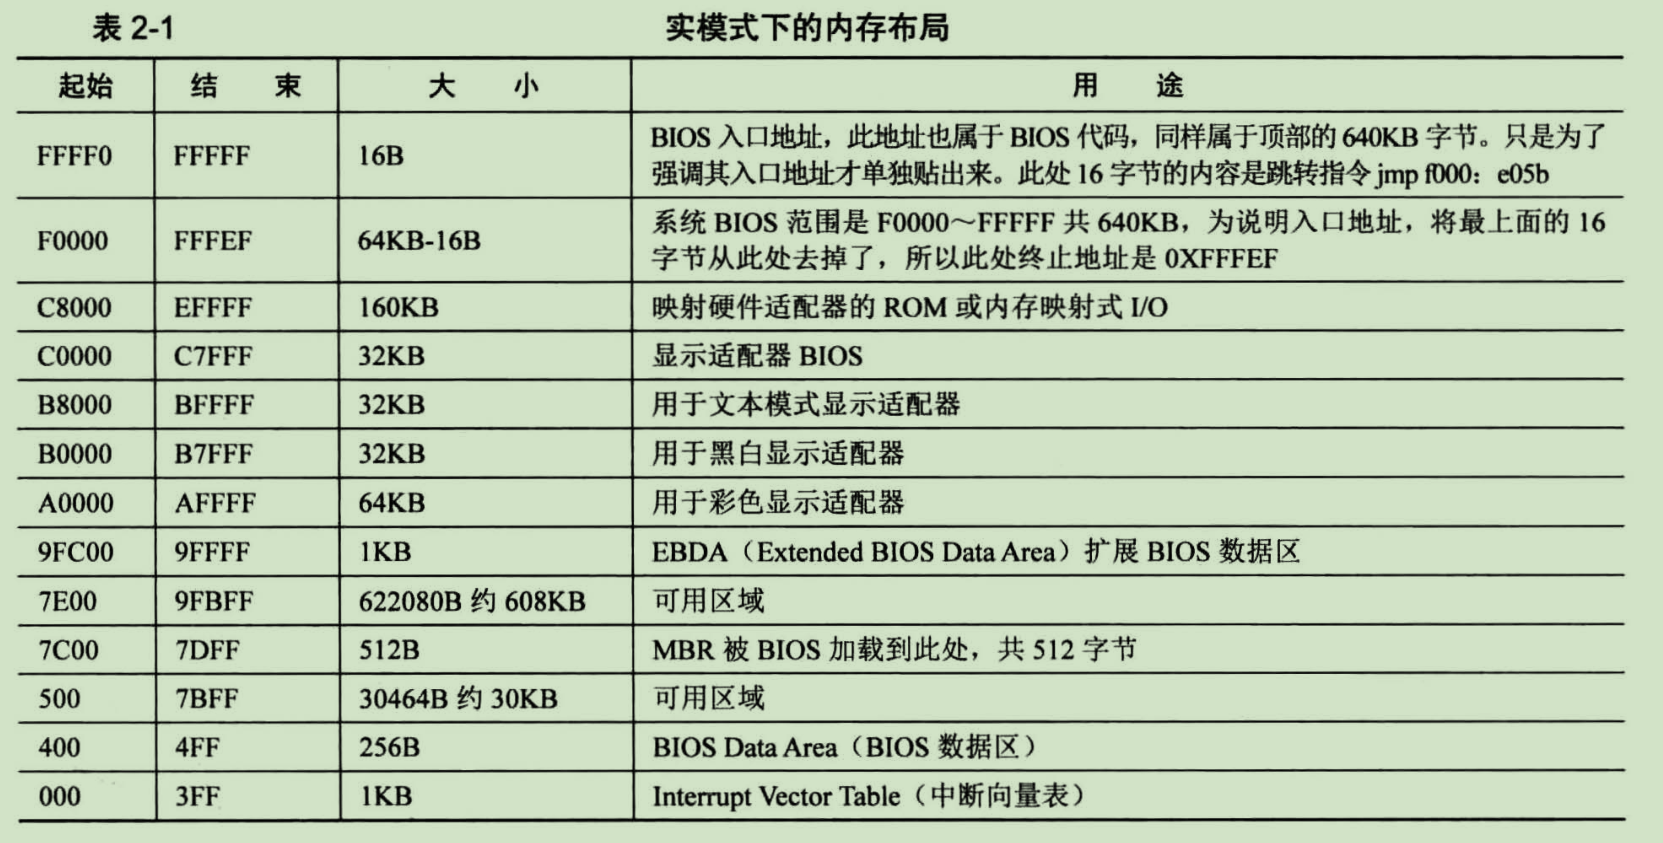 表 2-1 实模式下的内存布局
起始 结 束 大 小 用 途
FFFF0 FFFFF 16B BIOS 入口地址，此地址也属于 BIOS 代码，同样属于顶部的 640KB 字节。只是为了
强调其入口地址才单独贴出来。此处 16 字节的内容是跳转指令 jmp f000：e05b
F0000 FFFEF 64KB-16B 系统 BIOS 范围是 F0000～FFFFF 共 640KB，为说明入口地址，将最上面的 16
字节从此处去掉了，所以此处终止地址是 0XFFFEF
C8000 EFFFF 160KB 映射硬件适配器的 ROM 或内存映射式 I/O
C0000 C7FFF 32KB 显示适配器 BIOS
B8000 BFFFF 32KB 用于文本模式显示适配器
B0000 B7FFF 32KB 用于黑白显示适配器
A0000 AFFFF 64KB 用于彩色显示适配器
9FC00 9FFFF 1KB EBDA（Extended BIOS Data Area）扩展 BIOS 数据区
7E00 9FBFF 622080B 约 608KB 可用区域
7C00 7DFF 512B MBR 被 BIOS 加载到此处，共 512 字节
500 7BFF 30464B 约 30KB 可用区域
400 4FF 256B BIOS Data Area（BIOS 数据区）
000 3FF 1KB Interrupt Vector Table（中断向量表）